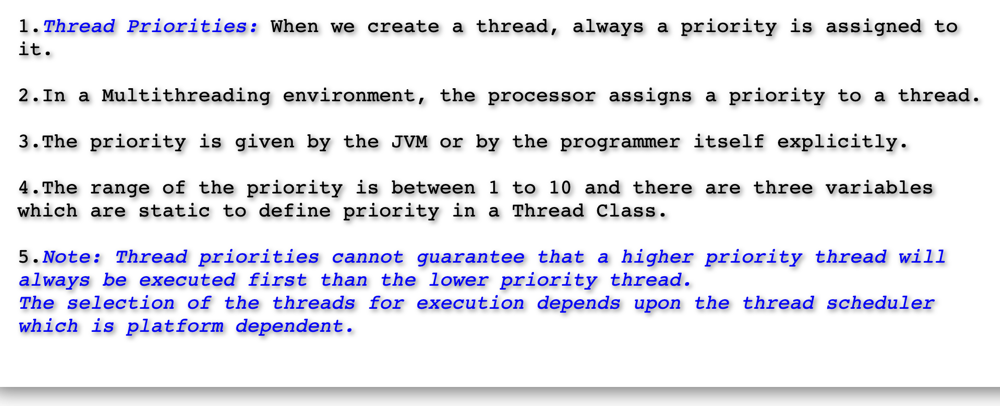 1.Thread Priorities: When we create a thread, always a priority is assigned to
it.
2.In a Multithreading environment, the processor assigns a priority to a thread.
3.The priority is given by the JVM or by the programmer itself explicitly.
4.The range of the priority is between 1 to 10 and there are three variables
which are static to define priority in a Thread Class.
5.Note: Thread priorities cannot guarantee that a higher priority thread will
always be executed first than the lower priority thread.
The selection of the threads for execution depends upon the thread scheduler
which is platform dependent.